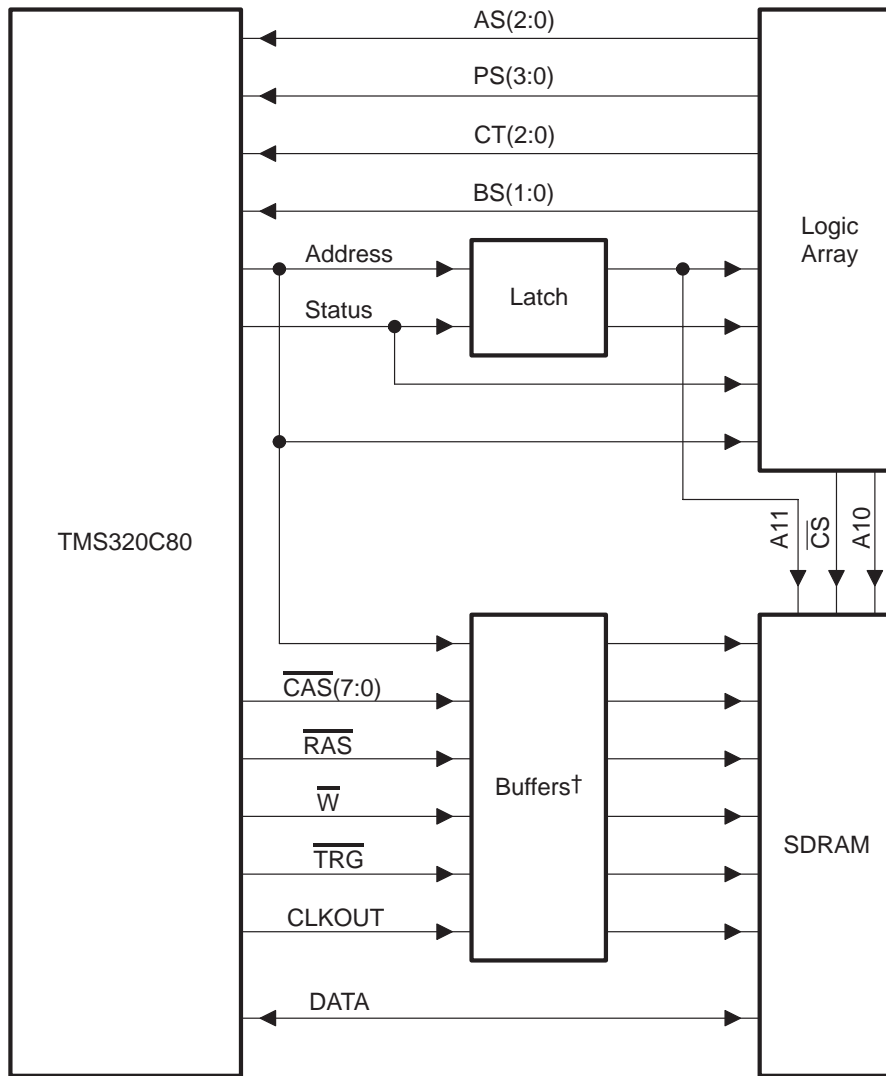 AS(2:0)
PS(3:0)
CT(2:0)
BS(1:0)
Logic
Array
Address
Latch
Status
TMS320C80
A11
CS
A10
CAS(7:0)
RAS
Buffers†
W
SDRAM
TRG
CLKOUT
DATA